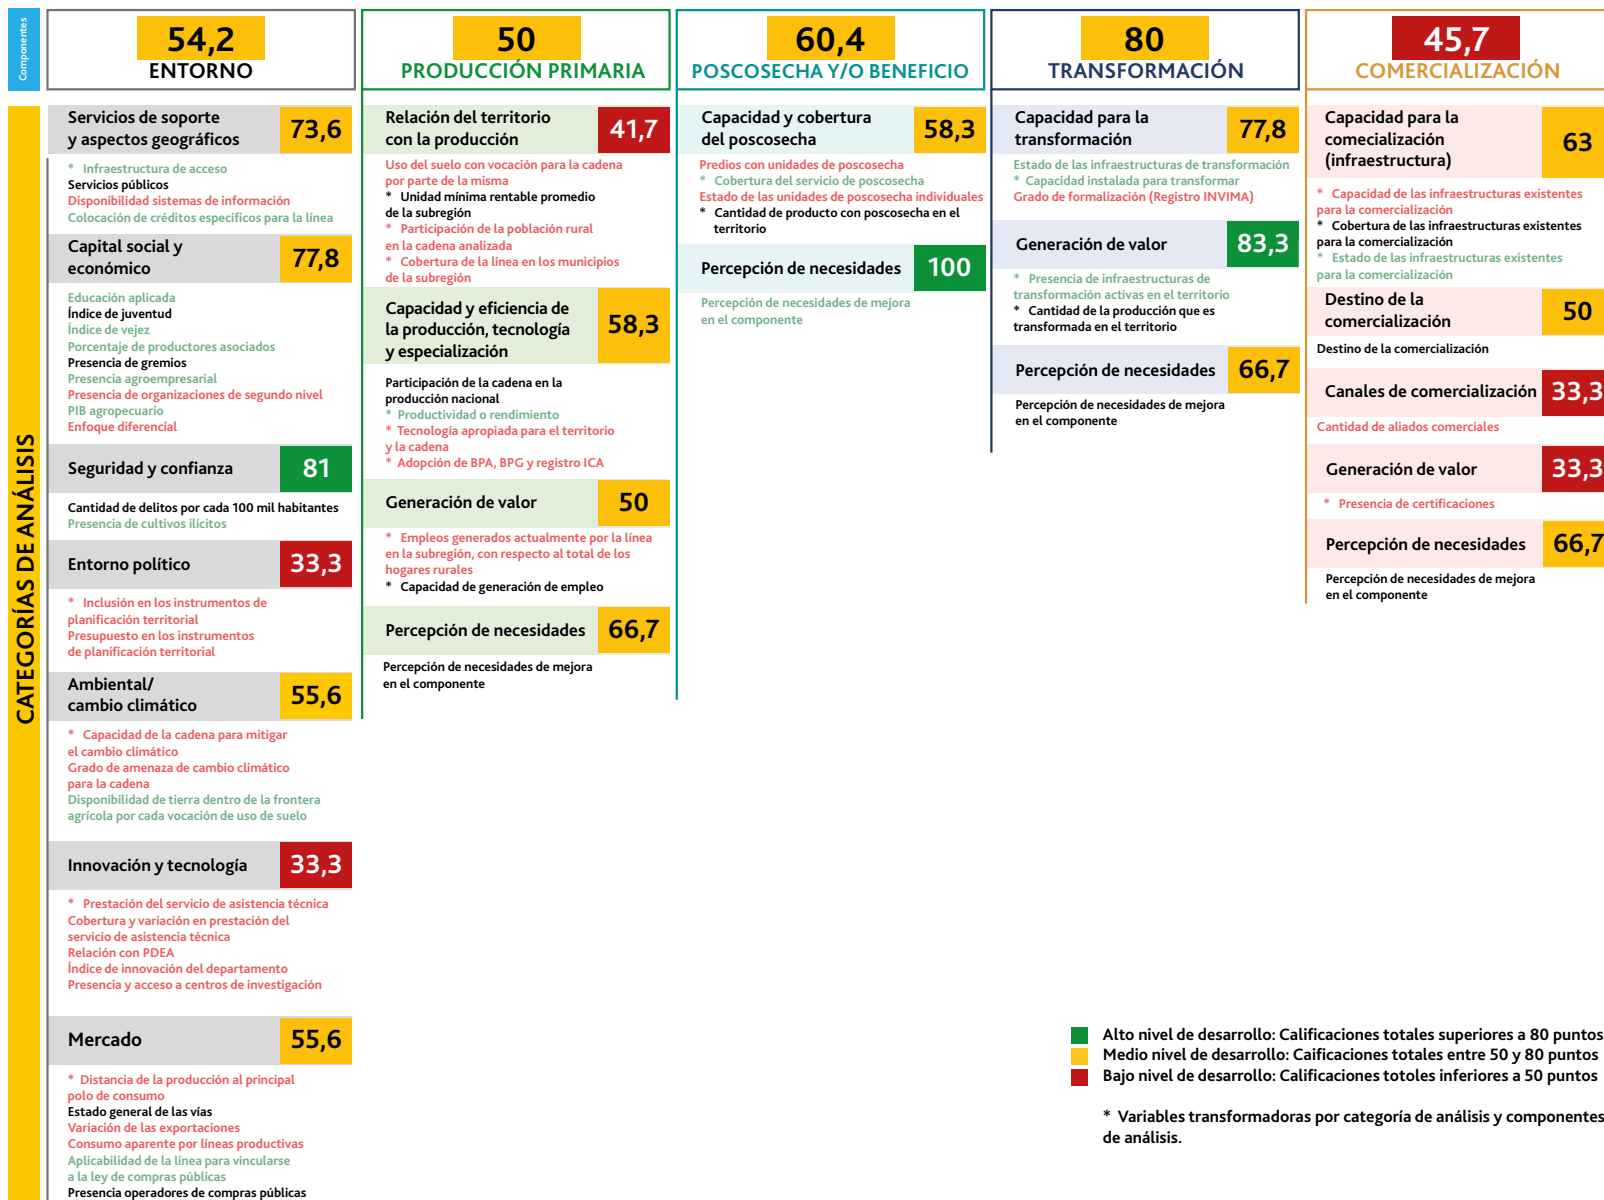 Componentes
54,2
ENTORNO
50
PRODUCCIÓN PRIMARIA
60,4
POSCOSECHA Y/O BENEFICIO
80
TRANSFORMACIÓN
45,7
COMERCIALIZACIÓN
CATEGORÍAS DE ANÁLISIS
Servicios de soporte
y aspectos geográficos
73,6
* Infraestructura de acceso
Servicios públicos
Disponibilidad sistemas de información
Colocación de créditos específicos para la línea
Capital social y
económico
77,8
Educación aplicada
Índice de juventud
Índice de vejez
Porcentaje de productores asociados
Presencia de gremios
Presencia agroempresarial
Presencia de organizaciones de segundo nivel
PIB agropecuario
Enfoque diferencial
Seguridad y confianza
81
Cantidad de delitos por cada 100 mil habitantes
Presencia de cultivos ilícitos
Entorno político
33,3
* Inclusión en los instrumentos de
planificación territorial
Presupuesto en los instrumentos
de planificación territorial
Ambiental/
cambio climático
55,6
* Capacidad de la cadena para mitigar
el cambio climático
Grado de amenaza de cambio climático
para la cadena
Disponibilidad de tierra dentro de la frontera
agrícola por cada vocación de uso de suelo
Innovación y tecnología
33,3
* Prestación del servicio de asistencia técnica
Cobertura y variación en prestación del
servicio de asistencia técnica
Relación con PDEA
Índice de innovación del departamento
Presencia y acceso a centros de investigación
Mercado
55,6
* Distancia de la producción al principal
polo de consumo
Estado general de las vías
Variación de las exportaciones
Consumo aparente por líneas productivas
Aplicabilidad de la línea para vincularse
a la ley de compras públicas
Presencia operadores de compras públicas
Relación del territorio
con la producción
41,7
Uso del suelo con vocación para la cadena
por parte de la misma
* Unidad mínima rentable promedio
de la subregión
* Participación de la población rural
en la cadena analizada
* Cobertura de la línea en los municipios
de la subregión
Capacidad y eficiencia de
la producción, tecnología
y especialización
58,3
Participación de la cadena en la
producción nacional
* Productividad o rendimiento
* Tecnología apropiada para el territorio
y la cadena
* Adopción de BPA, BPG y registro ICA
Generación de valor
50
* Empleos generados actualmente por la línea
en la subregión, con respecto al total de los
hogares rurales
* Capacidad de generación de empleo
Percepción de necesidades
66,7
Percepción de necesidades de mejora
en el componente
Capacidad y cobertura
del poscosecha
58,3
Predios con unidades de poscosecha
* Cobertura del servicio de poscosecha
Estado de las unidades de poscosecha individuales
* Cantidad de producto con poscosecha en el
territorio
Percepción de necesidades
100
Percepción de necesidades de mejora
en el componente
Capacidad para la
transformación
77,8
Estado de las infraestructuras de transformación
* Capacidad instalada para transformar
Grado de formalización (Registro INVIMA)
Generación de valor
83,3
* Presencia de infraestructuras de
transformación activas en el territorio
* Cantidad de la producción que es
transformada en el territorio
Percepción de necesidades
66,7
Percepción de necesidades de mejora
en el componente
Capacidad para la
comecialización
(infraestructura)
63
* Capacidad de las infraestructuras existentes
para la comercialización
* Cobertura de las infraestructuras existentes
para la comercialización
* Estado de las infraestructuras existentes
para la comercialización
Destino de la
comercialización
50
Destino de la comercialización
Canales de comercialización
33,3
Cantidad de aliados comerciales
Generación de valor
33,3
* Presencia de certificaciones
Percepción de necesidades
66,7
Percepción de necesidades de mejora
en el componente
Alto nivel de desarrollo: Calificaciones totales superiores a 80 puntos
Medio nivel de desarrollo: Caificaciones totales entre 50 y 80 puntos
Bajo nivel de desarrollo: Calificaciones totoles inferiores a 50 puntos
* Variables transformadoras por categoría de análisis y componentes
de análisis.